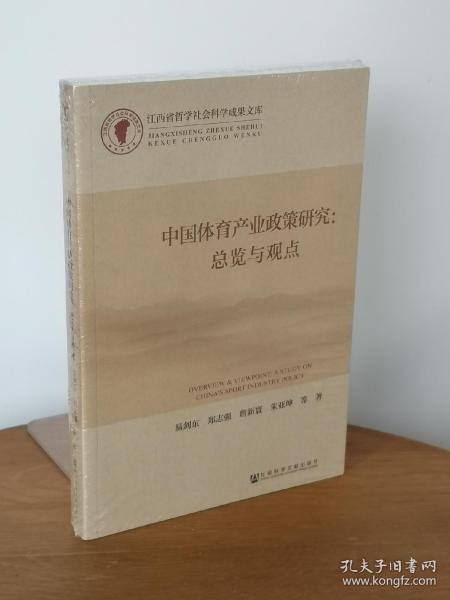 江西省哲学社会科学成果文库
JIANGXISHENG ZHEXUE SHEHUI
KEXUE CHENGGUO WENKU
中国体育产业政策研究：
总览与观点
OVERVIEW & VIEWPOINT: A STUDY ON
CHINA'S SPORT INDUSTRY POLICY
易剑东 郑志强 詹新寰 朱亚坤 等 著
社会科学文献出版社
孔夫子旧书网
www.kongfz.com